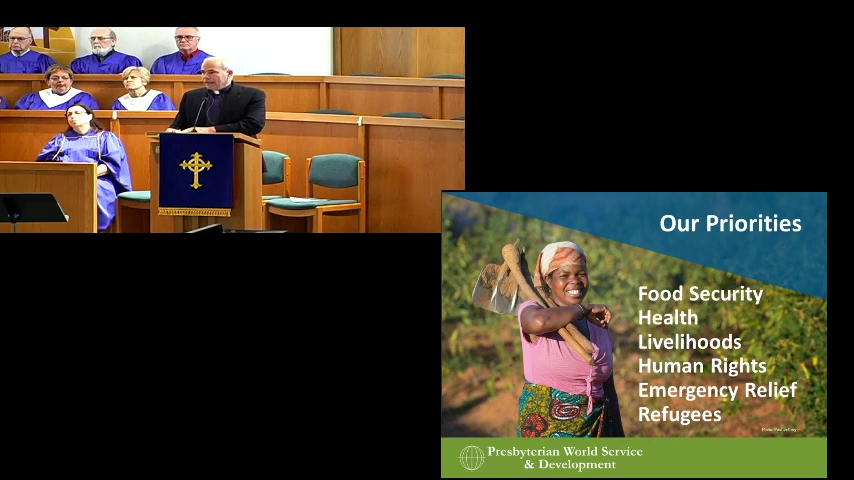 Our Priorities
Food Security
Health
Livelihoods
Human Rights
Emergency Relief
Refugees
Presbyterian World Service
& Development